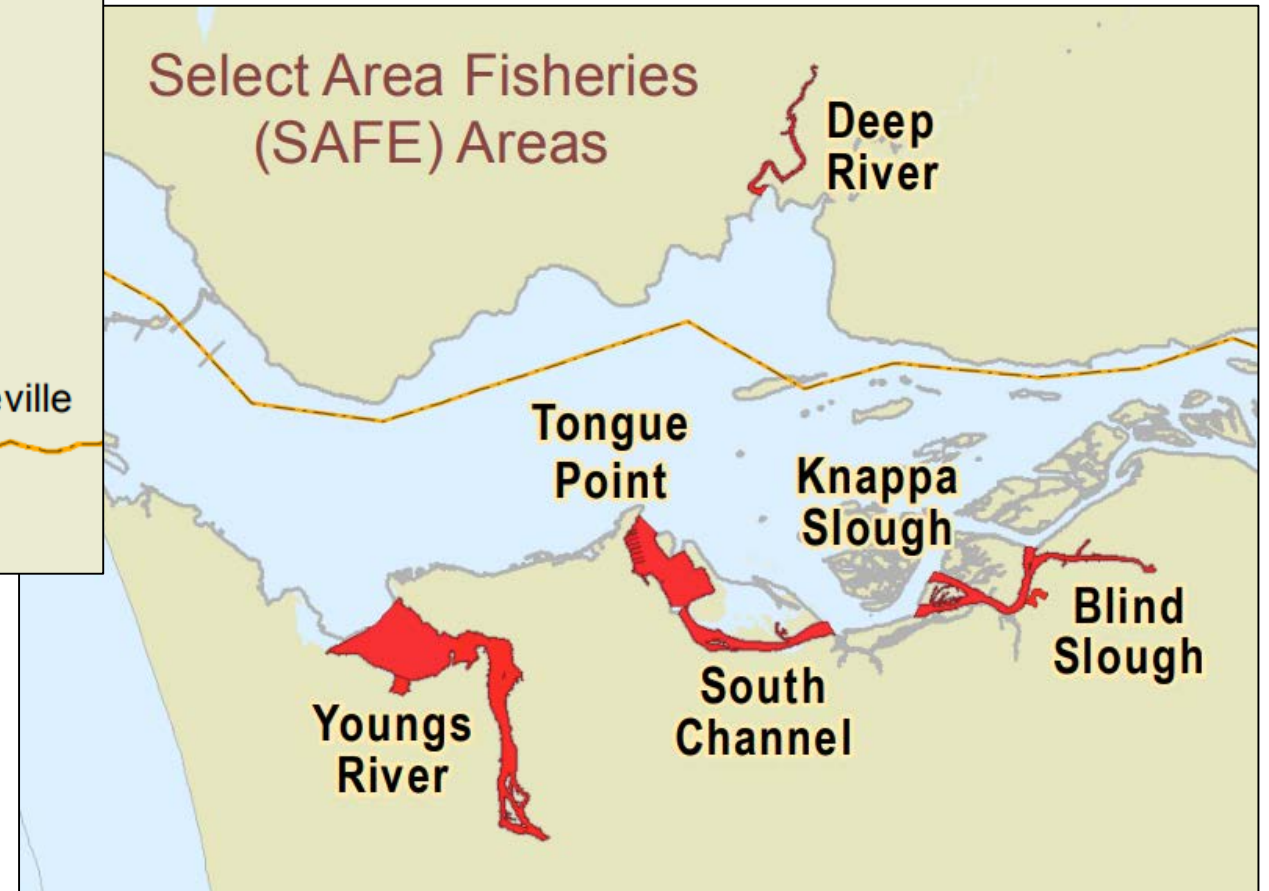 Select Area Fisheries
(SAFE) Areas
Deep
River
eville
Tongue
Point
Knappa
Slough
Blind
Slough
South
Channel
Youngs
River